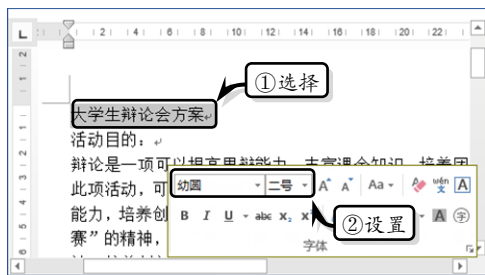 L
2 4 6 8 10 12 14 16 18 20 22
①选择
大学生辩论会方案
活动目的：
辩论是一项可以提高思辨能力、丰富课余知识、培养团
此项活动，可
能力，培养创
赛”的精神，
幼圆 二号 A A Aa wén 文 A
B I U abc x₂ x A 字
②设置
字体